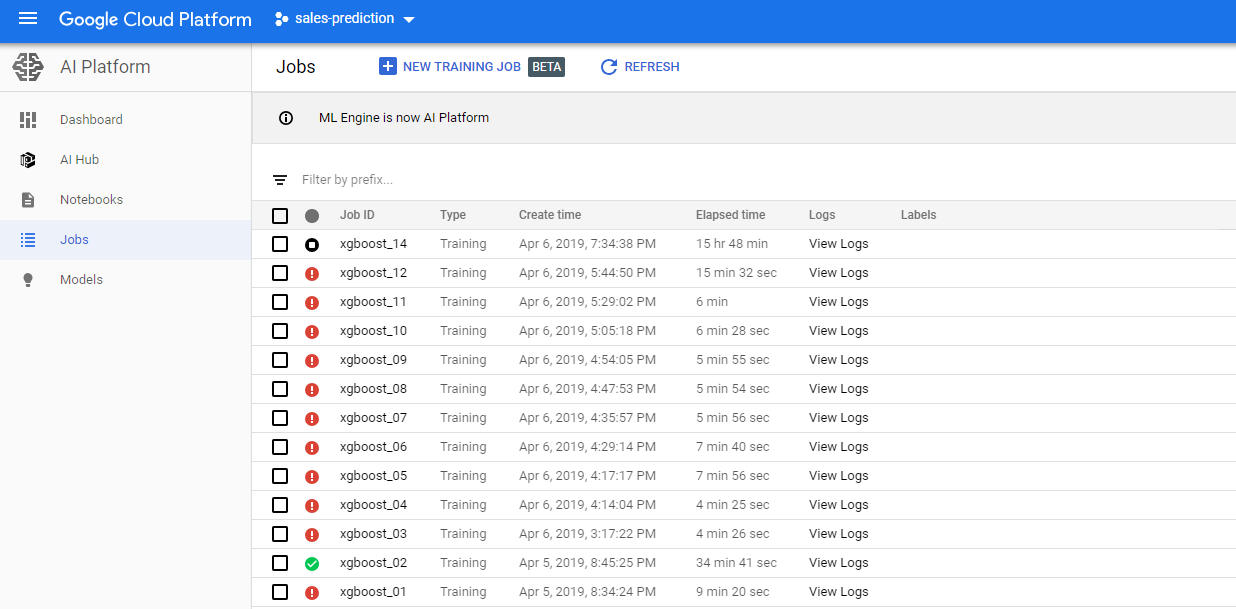 Google Cloud Platform sales-prediction
AI Platform
Jobs NEW TRAINING JOB BETA REFRESH
Dashboard
AI Hub
Notebooks
Jobs
Models
ML Engine is now AI Platform
Filter by prefix...
Job ID Type Create time Elapsed time Logs Labels
xgboost_14 Training Apr 6, 2019, 7:34:38 PM 15 hr 48 min View Logs
xgboost_12 Training Apr 6, 2019, 5:44:50 PM 15 min 32 sec View Logs
xgboost_11 Training Apr 6, 2019, 5:29:02 PM 6 min View Logs
xgboost_10 Training Apr 6, 2019, 5:05:18 PM 6 min 28 sec View Logs
xgboost_09 Training Apr 6, 2019, 4:54:05 PM 5 min 55 sec View Logs
xgboost_08 Training Apr 6, 2019, 4:47:53 PM 5 min 54 sec View Logs
xgboost_07 Training Apr 6, 2019, 4:35:57 PM 5 min 56 sec View Logs
xgboost_06 Training Apr 6, 2019, 4:29:14 PM 7 min 40 sec View Logs
xgboost_05 Training Apr 6, 2019, 4:17:17 PM 7 min 56 sec View Logs
xgboost_04 Training Apr 6, 2019, 4:14:04 PM 4 min 25 sec View Logs
xgboost_03 Training Apr 6, 2019, 3:17:22 PM 4 min 26 sec View Logs
xgboost_02 Training Apr 5, 2019, 8:45:25 PM 34 min 41 sec View Logs
xgboost_01 Training Apr 5, 2019, 8:34:24 PM 9 min 20 sec View Logs